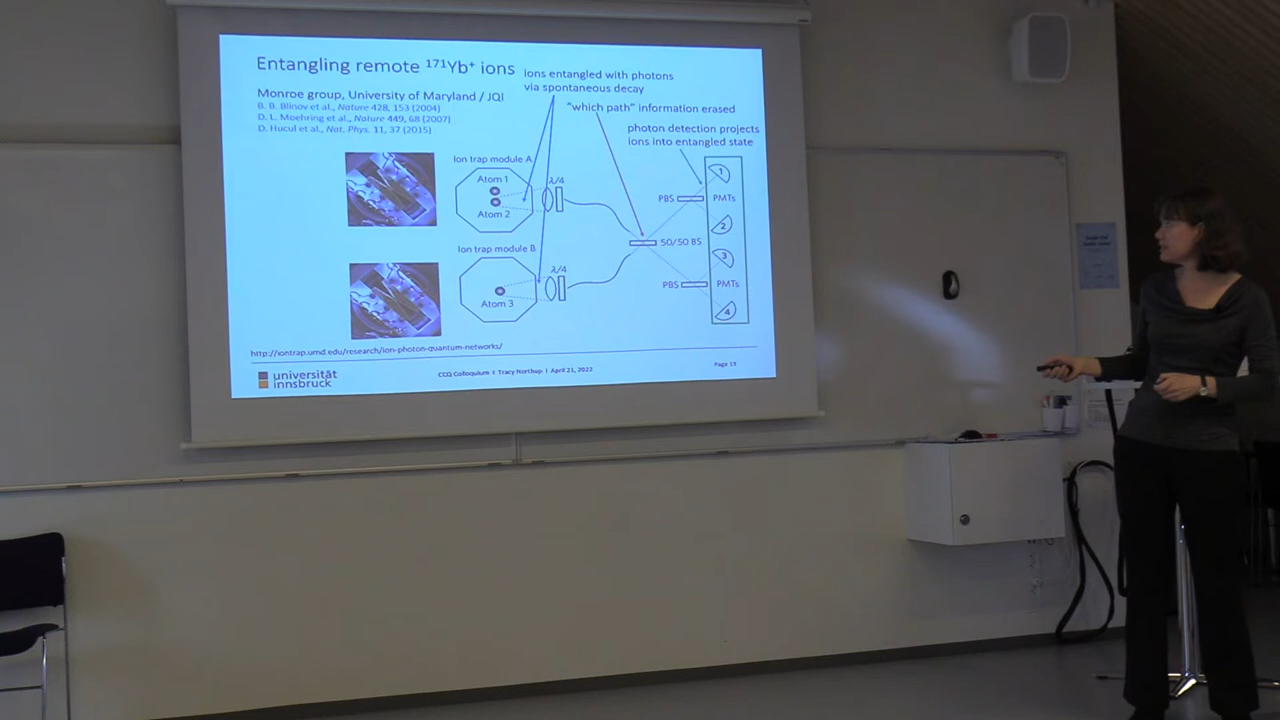 Entangling remote ¹⁷¹Yb⁺ ions
Monroe group, University of Maryland / JQI
B. B. Blinov et al., Nature 428, 153 (2004)
D. L. Moehring et al., Nature 449, 68 (2007)
D. Hucul et al., Nat. Phys. 11, 37 (2015)
Ions entangled with photons
via spontaneous decay
"which path" information erased
photon detection projects
ions into entangled state
Ion trap module A
Atom 1
Atom 2
λ/4
PBS
1
PMTs
2
50/50 BS
Ion trap module B
Atom 3
λ/4
PBS
3
PMTs
4
http://iontrap.umd.edu/research/ion-photon-quantum-networks/
universität
innsbruck
CCQ Colloquium I Tracy Northup I April 21, 2022
Page 19